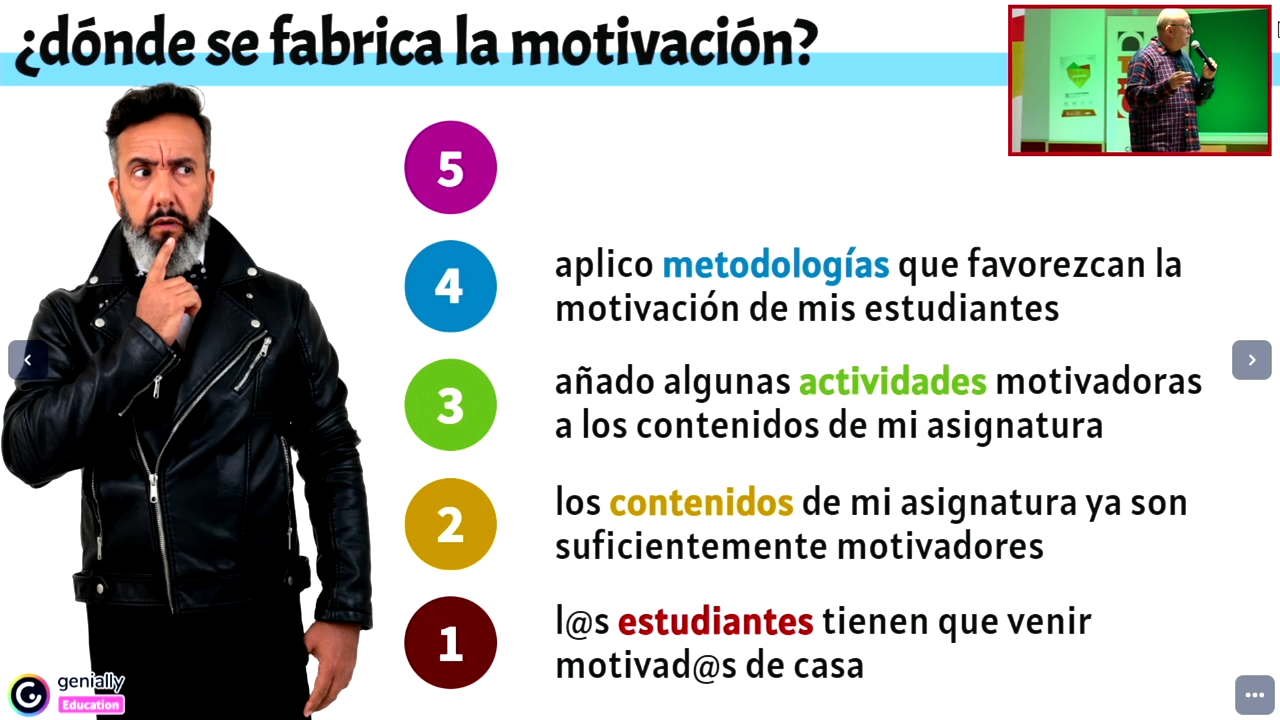 ¿dónde se fabrica la motivación?
5
4
aplico metodologías que favorezcan la
motivación de mis estudiantes
3
añado algunas actividades motivadoras
a los contenidos de mi asignatura
2
los contenidos de mi asignatura ya son
suficientemente motivadores
1
l@s estudiantes tienen que venir
motivad@s de casa
genially
Education